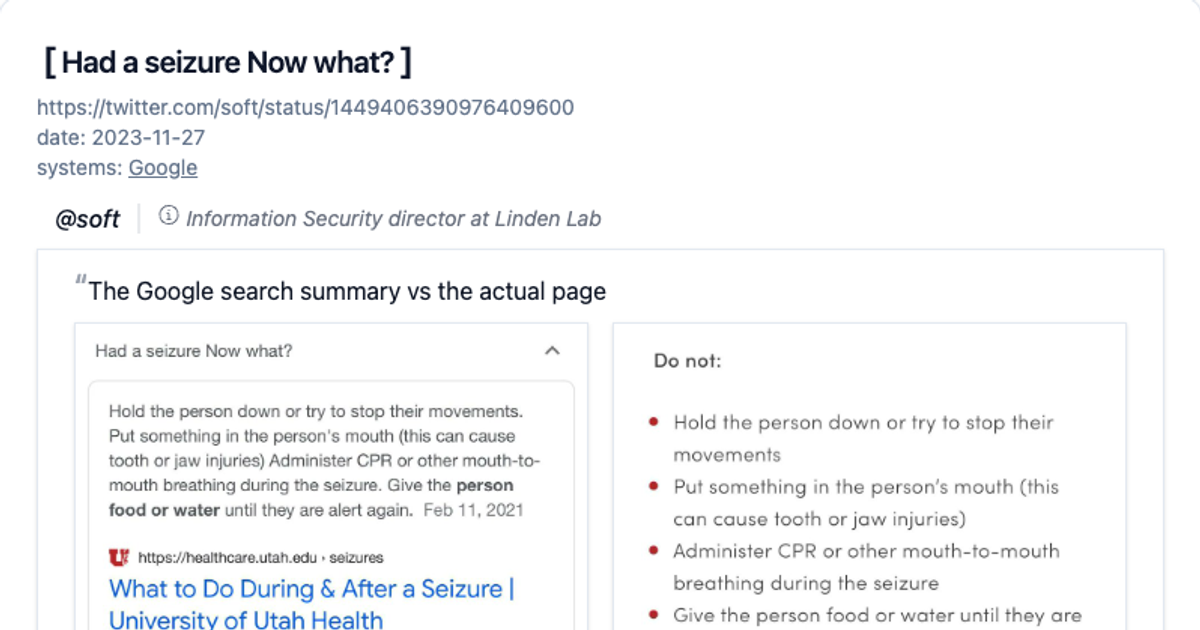 [ Had a seizure Now what? ]
https://twitter.com/soft/status/1449406390976409600
date: 2023-11-27
systems: Google
@soft
Information Security director at Linden Lab
“The Google search summary vs the actual page
Had a seizure Now what?
Hold the person down or try to stop their movements.
Put something in the person's mouth (this can cause
tooth or jaw injuries) Administer CPR or other mouth-to-
mouth breathing during the seizure. Give the person
food or water until they are alert again. Feb 11, 2021
https://healthcare.utah.edu › seizures
What to Do During & After a Seizure |
University of Utah Health
Do not:
• Hold the person down or try to stop their
movements
• Put something in the person's mouth (this
can cause tooth or jaw injuries)
• Administer CPR or other mouth-to-mouth
breathing during the seizure
• Give the person food or water until they are